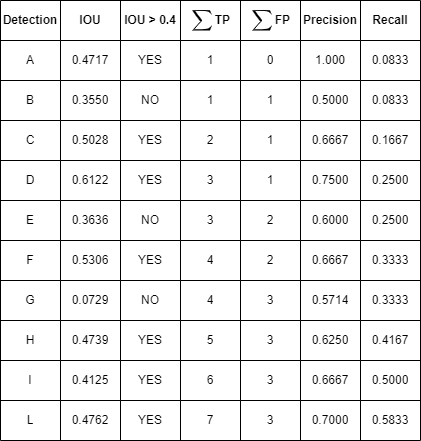 Detection IOU IOU > 0.4 ∑TP ∑FP Precision Recall
A 0.4717 YES 1 0 1.000 0.0833
B 0.3550 NO 1 1 0.5000 0.0833
C 0.5028 YES 2 1 0.6667 0.1667
D 0.6122 YES 3 1 0.7500 0.2500
E 0.3636 NO 3 2 0.6000 0.2500
F 0.5306 YES 4 2 0.6667 0.3333
G 0.0729 NO 4 3 0.5714 0.3333
H 0.4739 YES 5 3 0.6250 0.4167
I 0.4125 YES 6 3 0.6667 0.5000
L 0.4762 YES 7 3 0.7000 0.5833